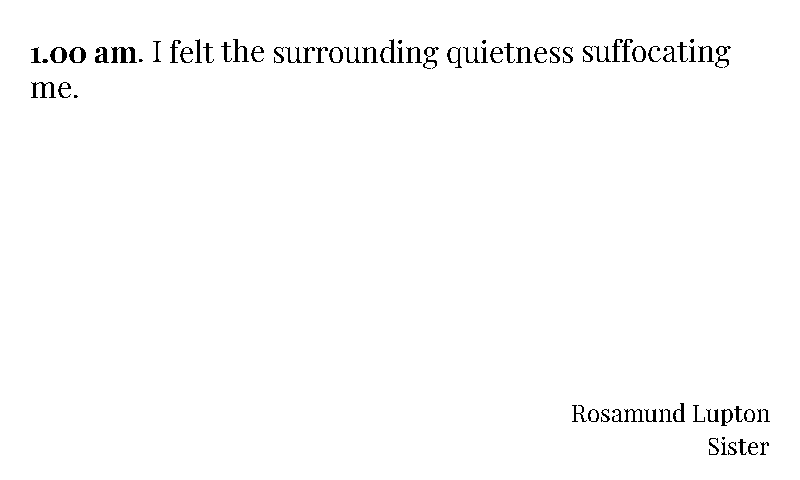 1.00 am. I felt the surrounding quietness suffocating
me.
Rosamund Lupton
Sister